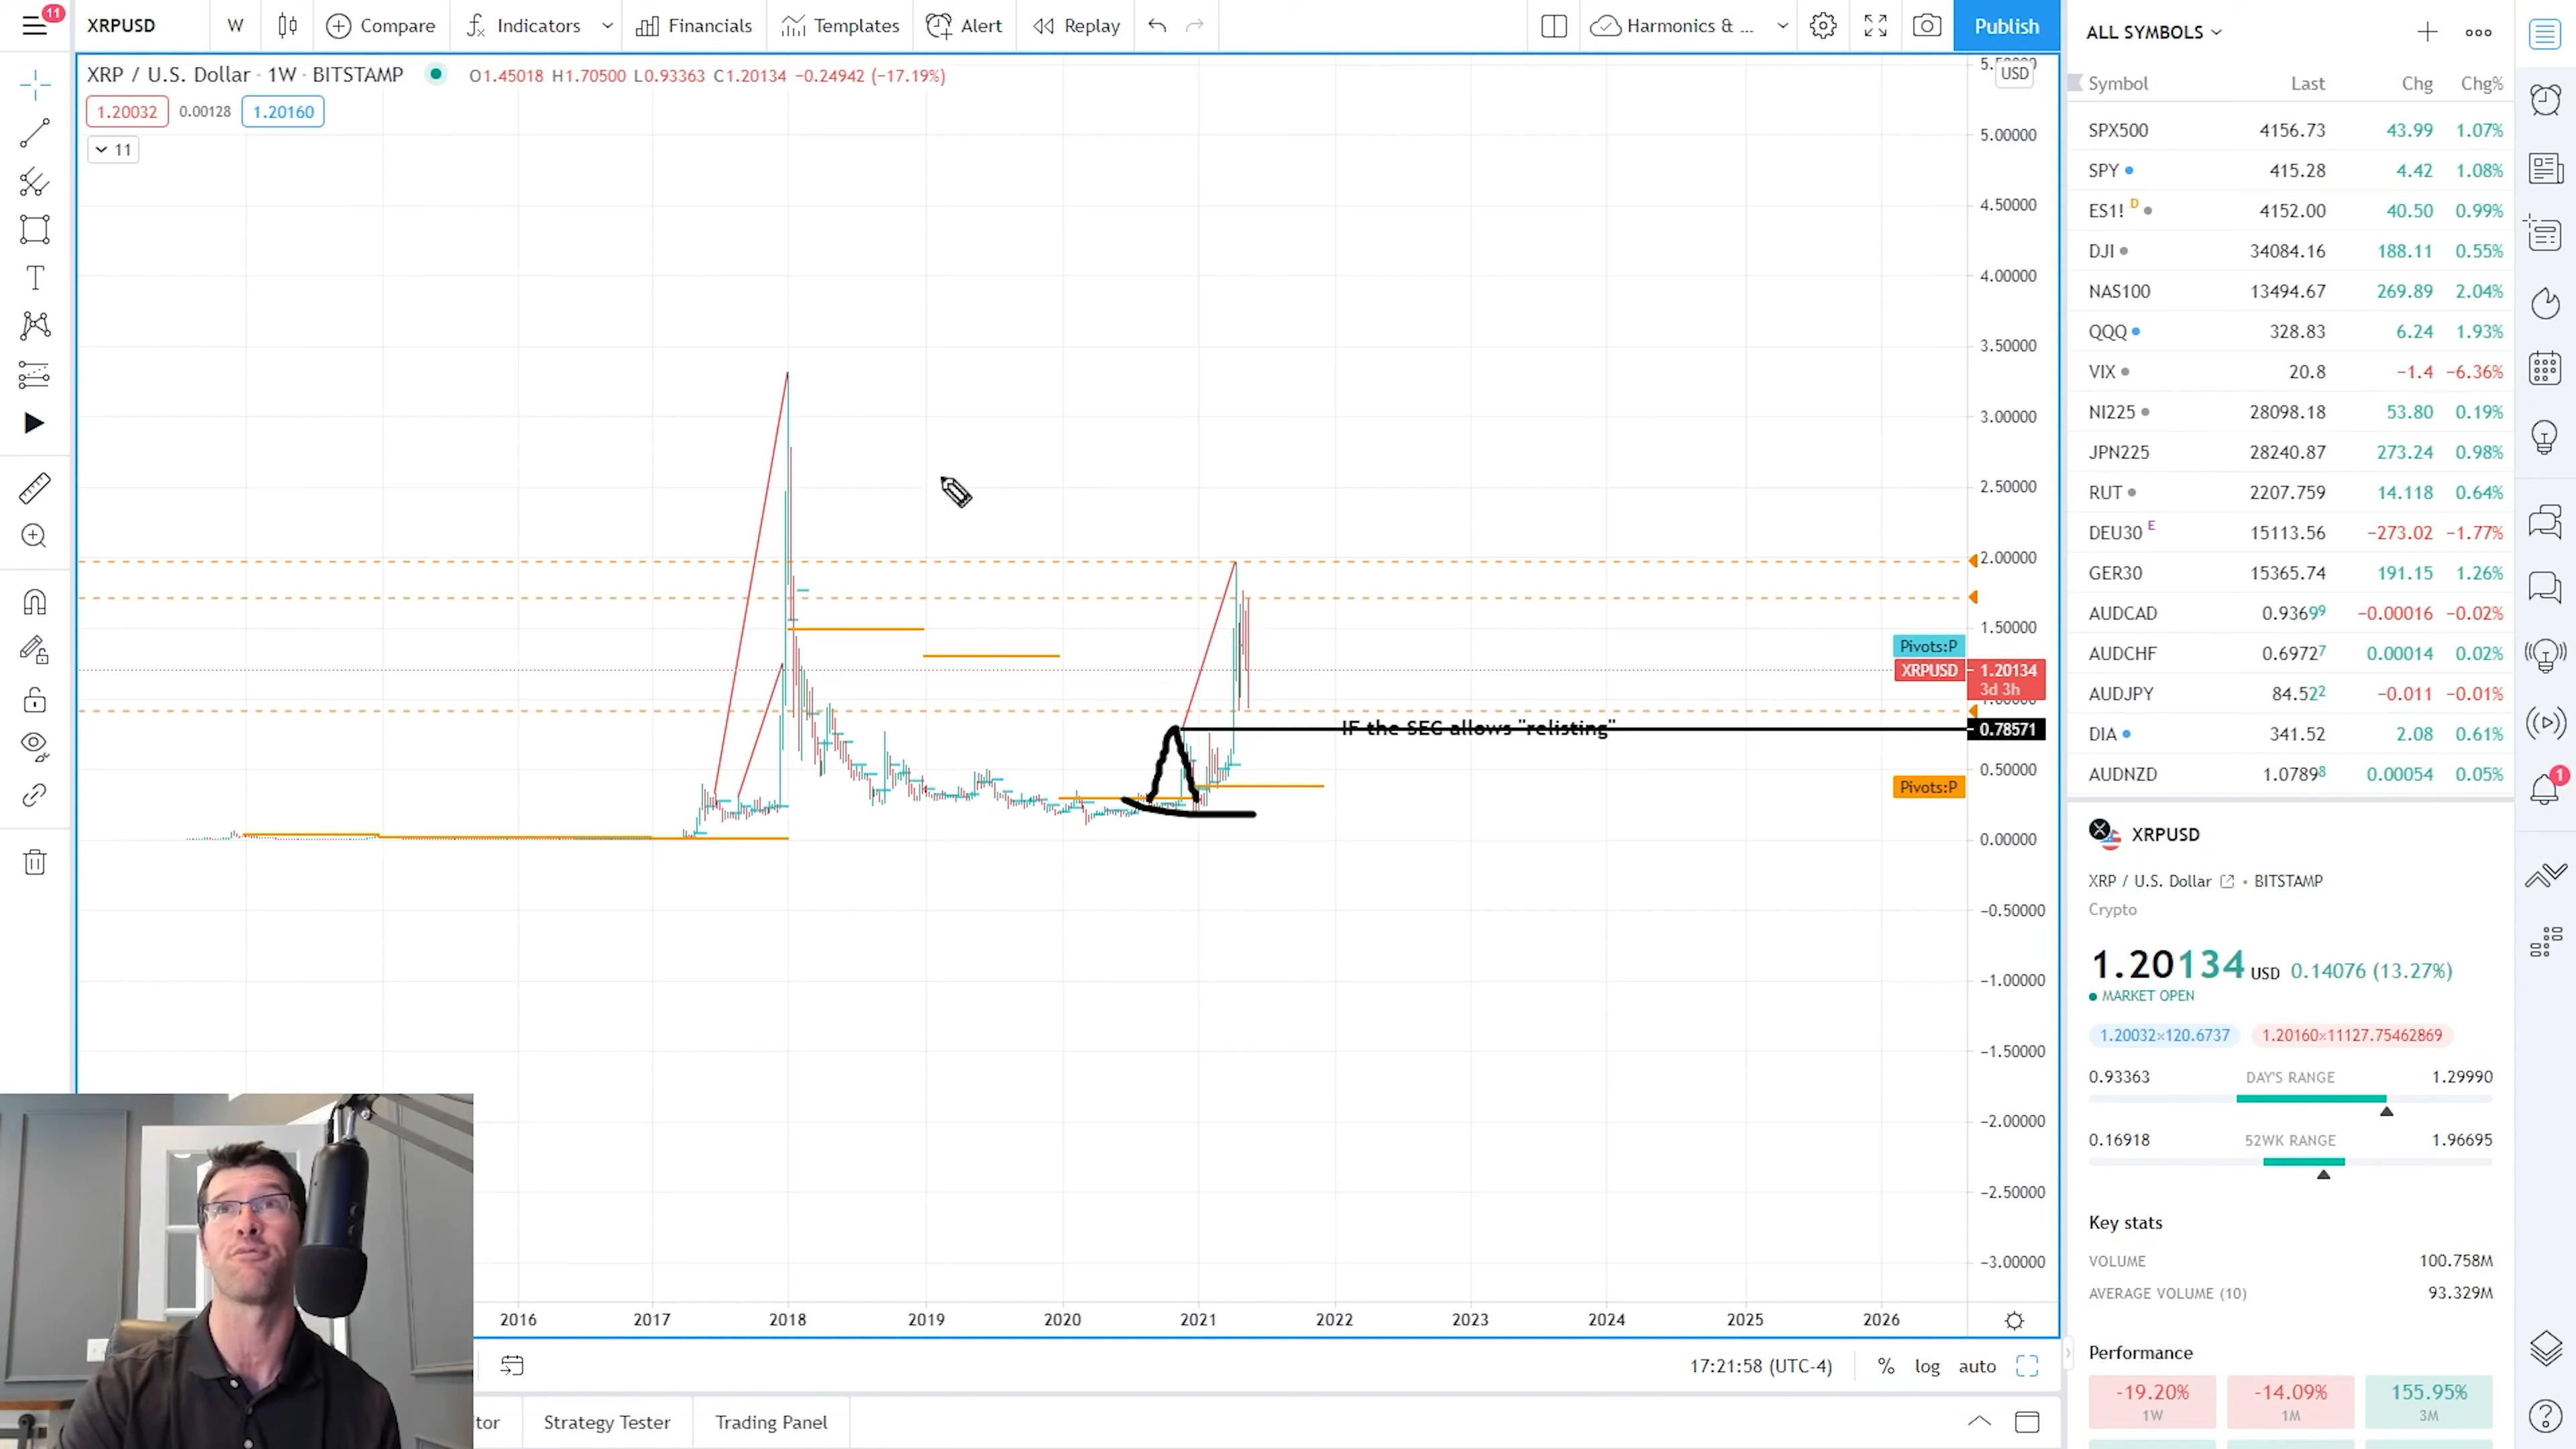 11
XRPUSD W Compare Indicators Financials Templates Alert Replay Harmonics & ... Publish
XRP / U.S. Dollar · 1W · BITSTAMP O1.45018 H1.70500 L0.93363 C1.20134 −0.24942 (−17.19%)
1.20032 0.00128 1.20160
11
USD
5.00000
4.50000
4.00000
3.50000
3.00000
2.50000
2.00000
1.50000
Pivots:P
XRPUSD 1.20134
3d 3h
IF the SEC allows "relisting" 0.78571
0.50000
Pivots:P
0.00000
−0.50000
−1.00000
−1.50000
−2.00000
−2.50000
−3.00000
2016 2017 2018 2019 2020 2021 2022 2023 2024 2025 2026
17:21:58 (UTC-4) % log auto
tor Strategy Tester Trading Panel
ALL SYMBOLS
Symbol Last Chg Chg%
SPX500 4156.73 43.99 1.07%
SPY 415.28 4.42 1.08%
ES1! D 4152.00 40.50 0.99%
DJI 34084.16 188.11 0.55%
NAS100 13494.67 269.89 2.04%
QQQ 328.83 6.24 1.93%
VIX 20.8 −1.4 −6.36%
NI225 28098.18 53.80 0.19%
JPN225 28240.87 273.24 0.98%
RUT 2207.759 14.118 0.64%
DEU30 E 15113.56 −273.02 −1.77%
GER30 15365.74 191.15 1.26%
AUDCAD 0.93699 −0.00016 −0.02%
AUDCHF 0.69727 0.00014 0.02%
AUDJPY 84.522 −0.011 −0.01%
DIA 341.52 2.08 0.61%
AUDNZD 1.07898 0.00054 0.05%
1
XRPUSD
XRP / U.S. Dollar • BITSTAMP
Crypto
1.20134 USD 0.14076 (13.27%)
MARKET OPEN
1.20032×120.6737 1.20160×11127.75462869
0.93363 DAY'S RANGE 1.29990
0.16918 52WK RANGE 1.96695
Key stats
VOLUME 100.758M
AVERAGE VOLUME (10) 93.329M
Performance
-19.20% -14.09% 155.95%
1W 1M 3M